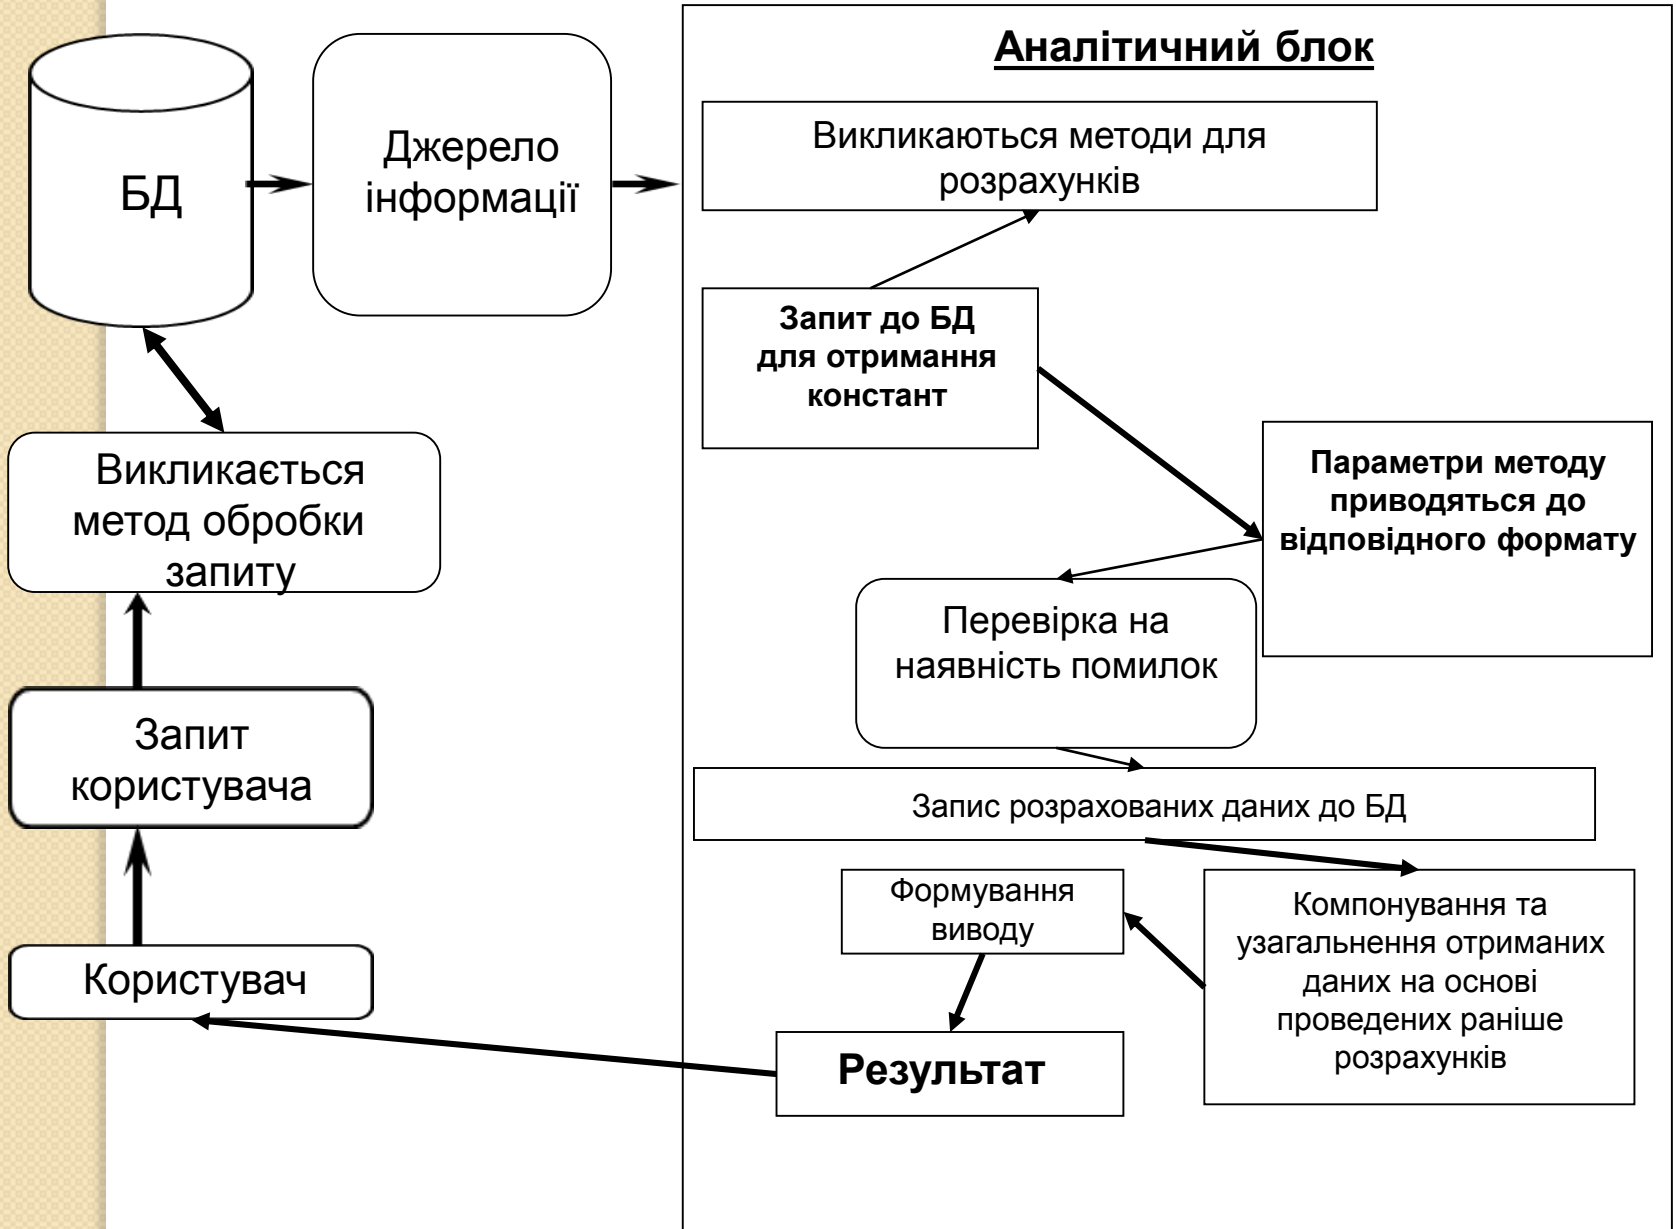 БД
Джерело
інформації
Викликається
метод обробки
запиту
Запит
користувача
Користувач
Аналітичний блок
Викликаються методи для
розрахунків
Запит до БД
для отримання
констант
Параметри методу
приводяться до
відповідного формату
Перевірка на
наявність помилок
Запис розрахованих даних до БД
Формування
виводу
Компонування та
узагальнення отриманих
даних на основі
проведених раніше
розрахунків
Результат